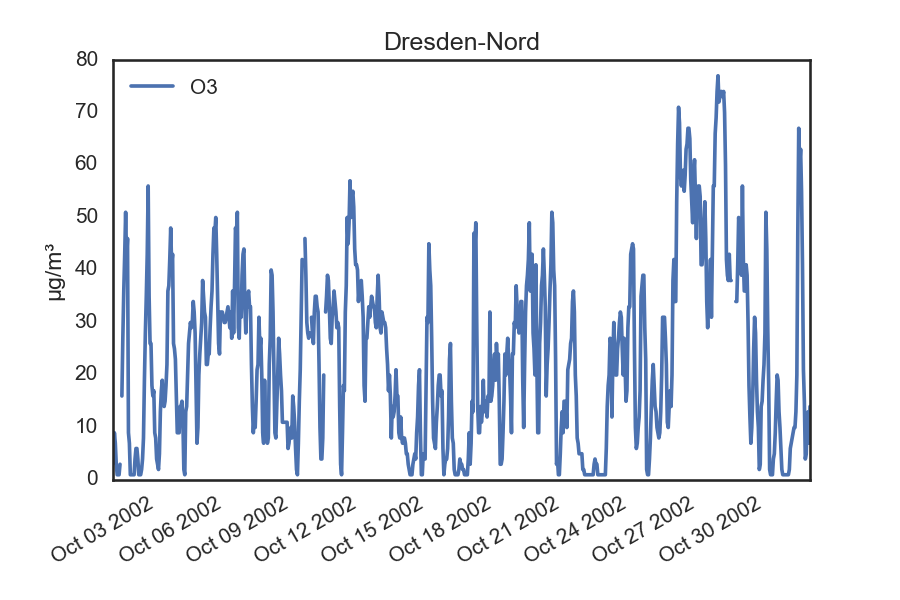 Dresden-Nord
O3
µg/m³
80
70
60
50
40
30
20
10
0
Oct 03 2002
Oct 06 2002
Oct 09 2002
Oct 12 2002
Oct 15 2002
Oct 18 2002
Oct 21 2002
Oct 24 2002
Oct 27 2002
Oct 30 2002